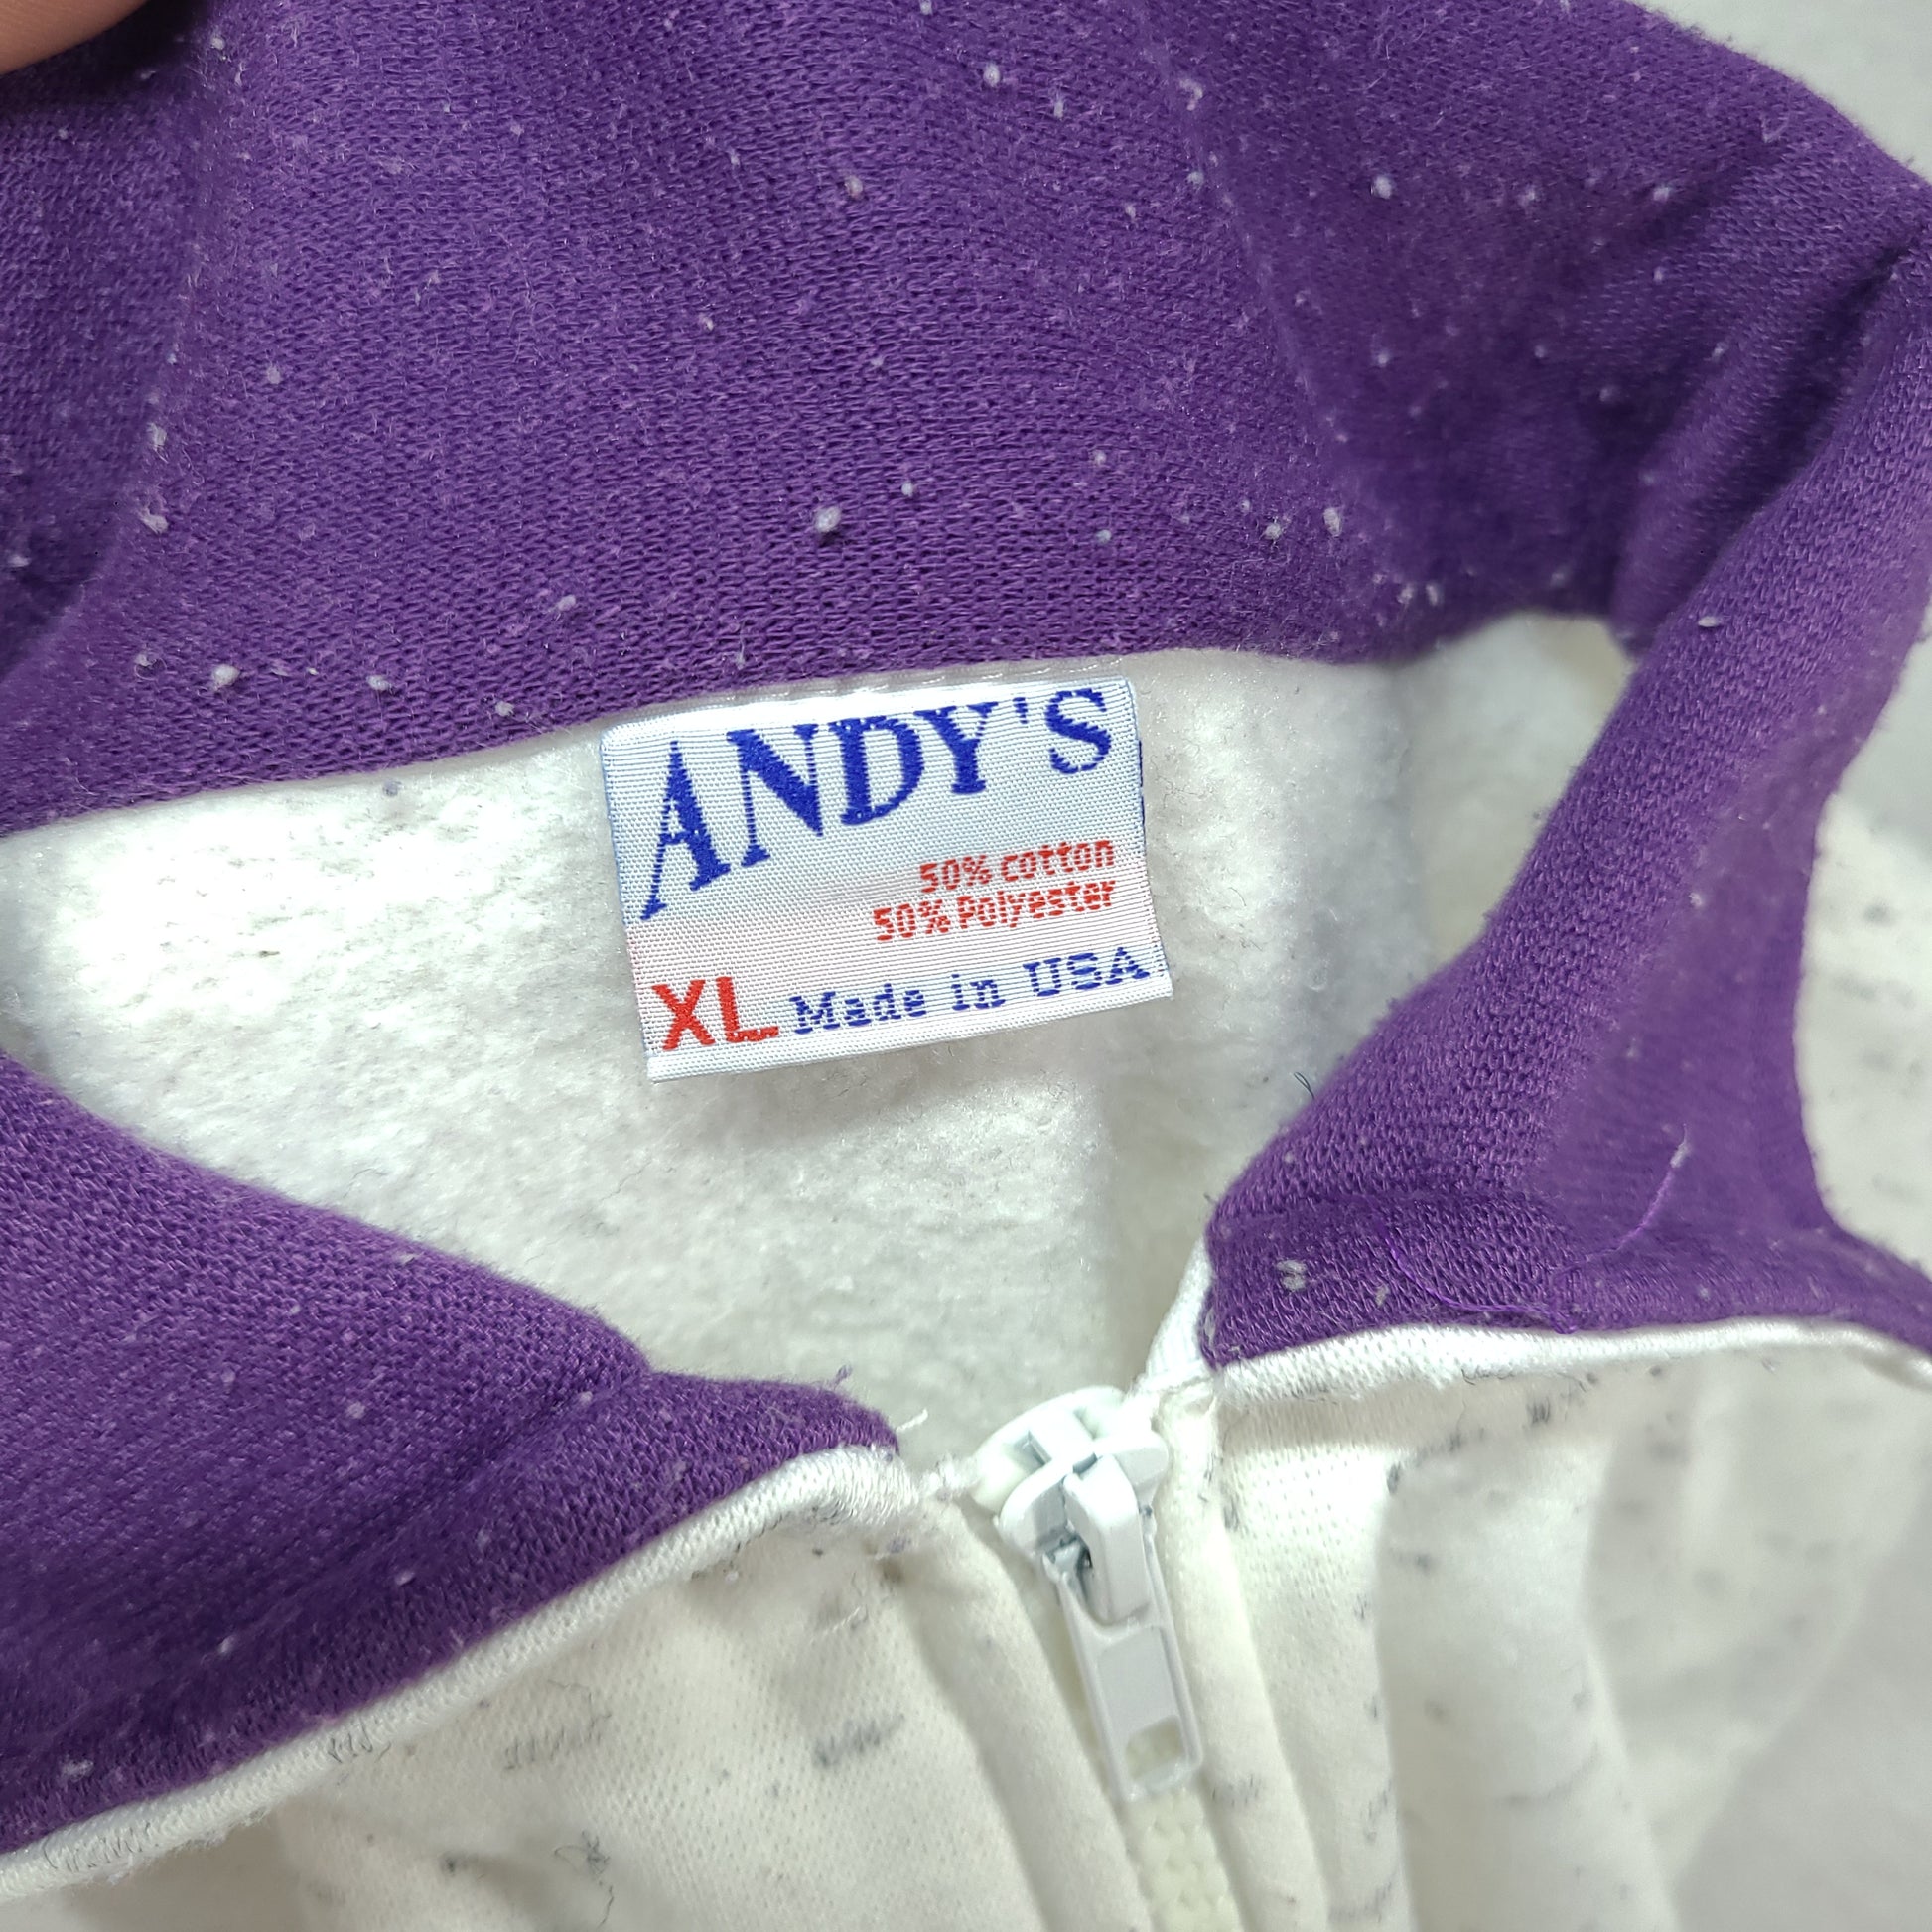 ANDY'S
50% cotton
50% Polyester
XL Made in USA